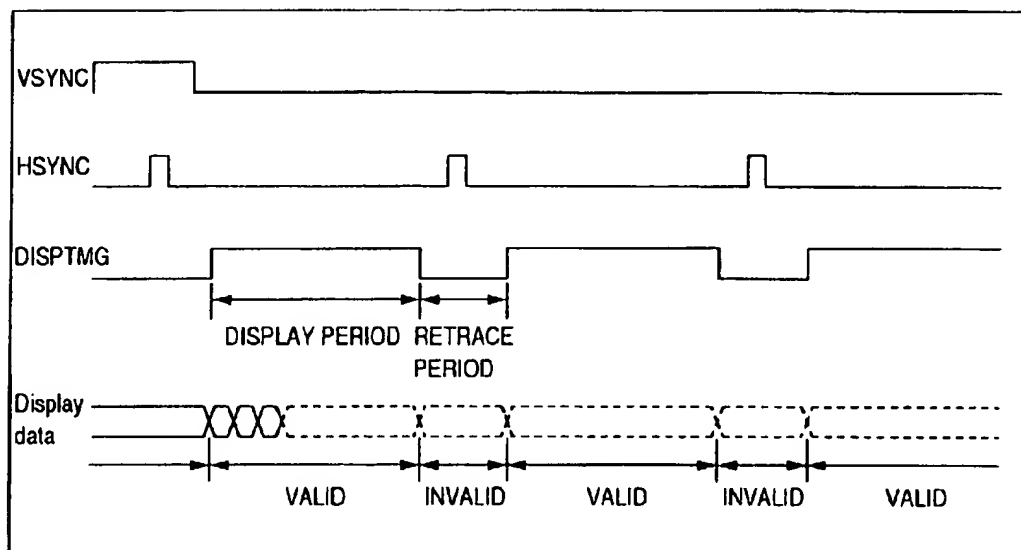 VSYNC
HSYNC
DISPTMG
DISPLAY PERIOD
RETRACE
PERIOD
Display
data
VALID INVALID VALID INVALID VALID